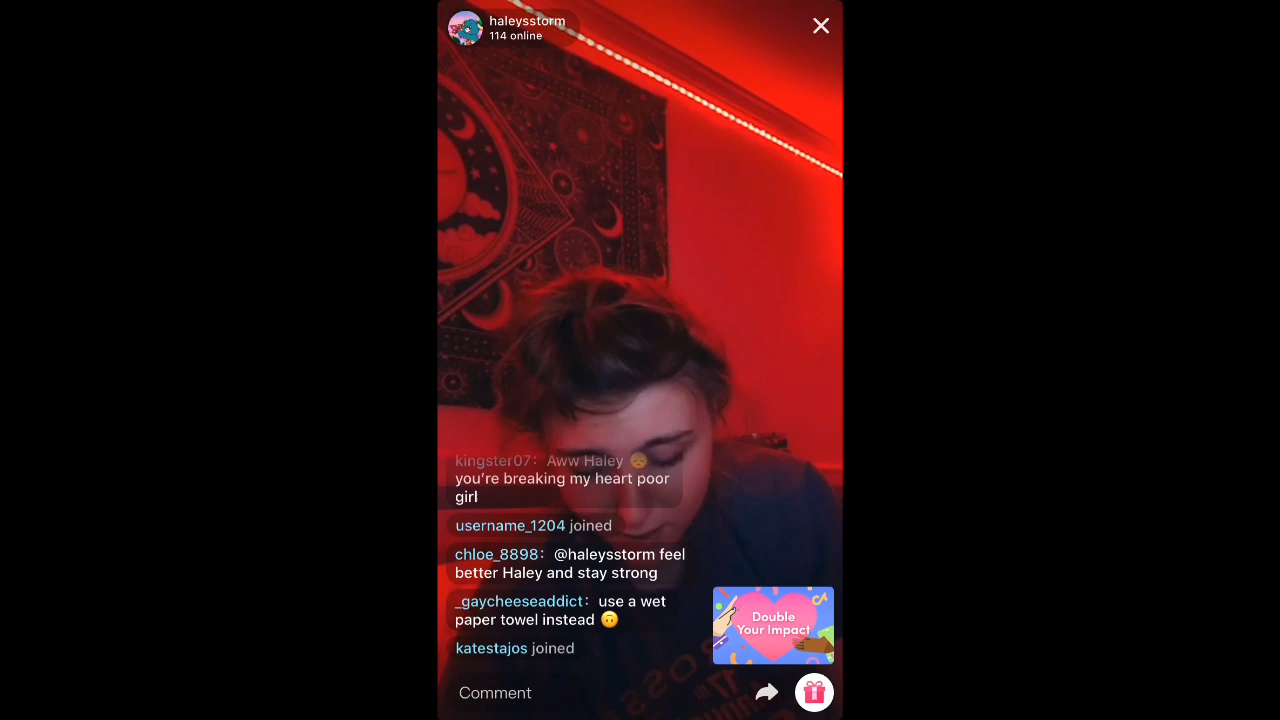 haleysstorm
114 online
kingster07: Aww Haley 😞
you're breaking my heart poor
girl
username_1204 joined
chloe_8898: @haleysstorm feel
better Haley and stay strong
_gaycheeseaddict: use a wet
paper towel instead 🙃
katestajos joined
Double
Your Impact
Comment